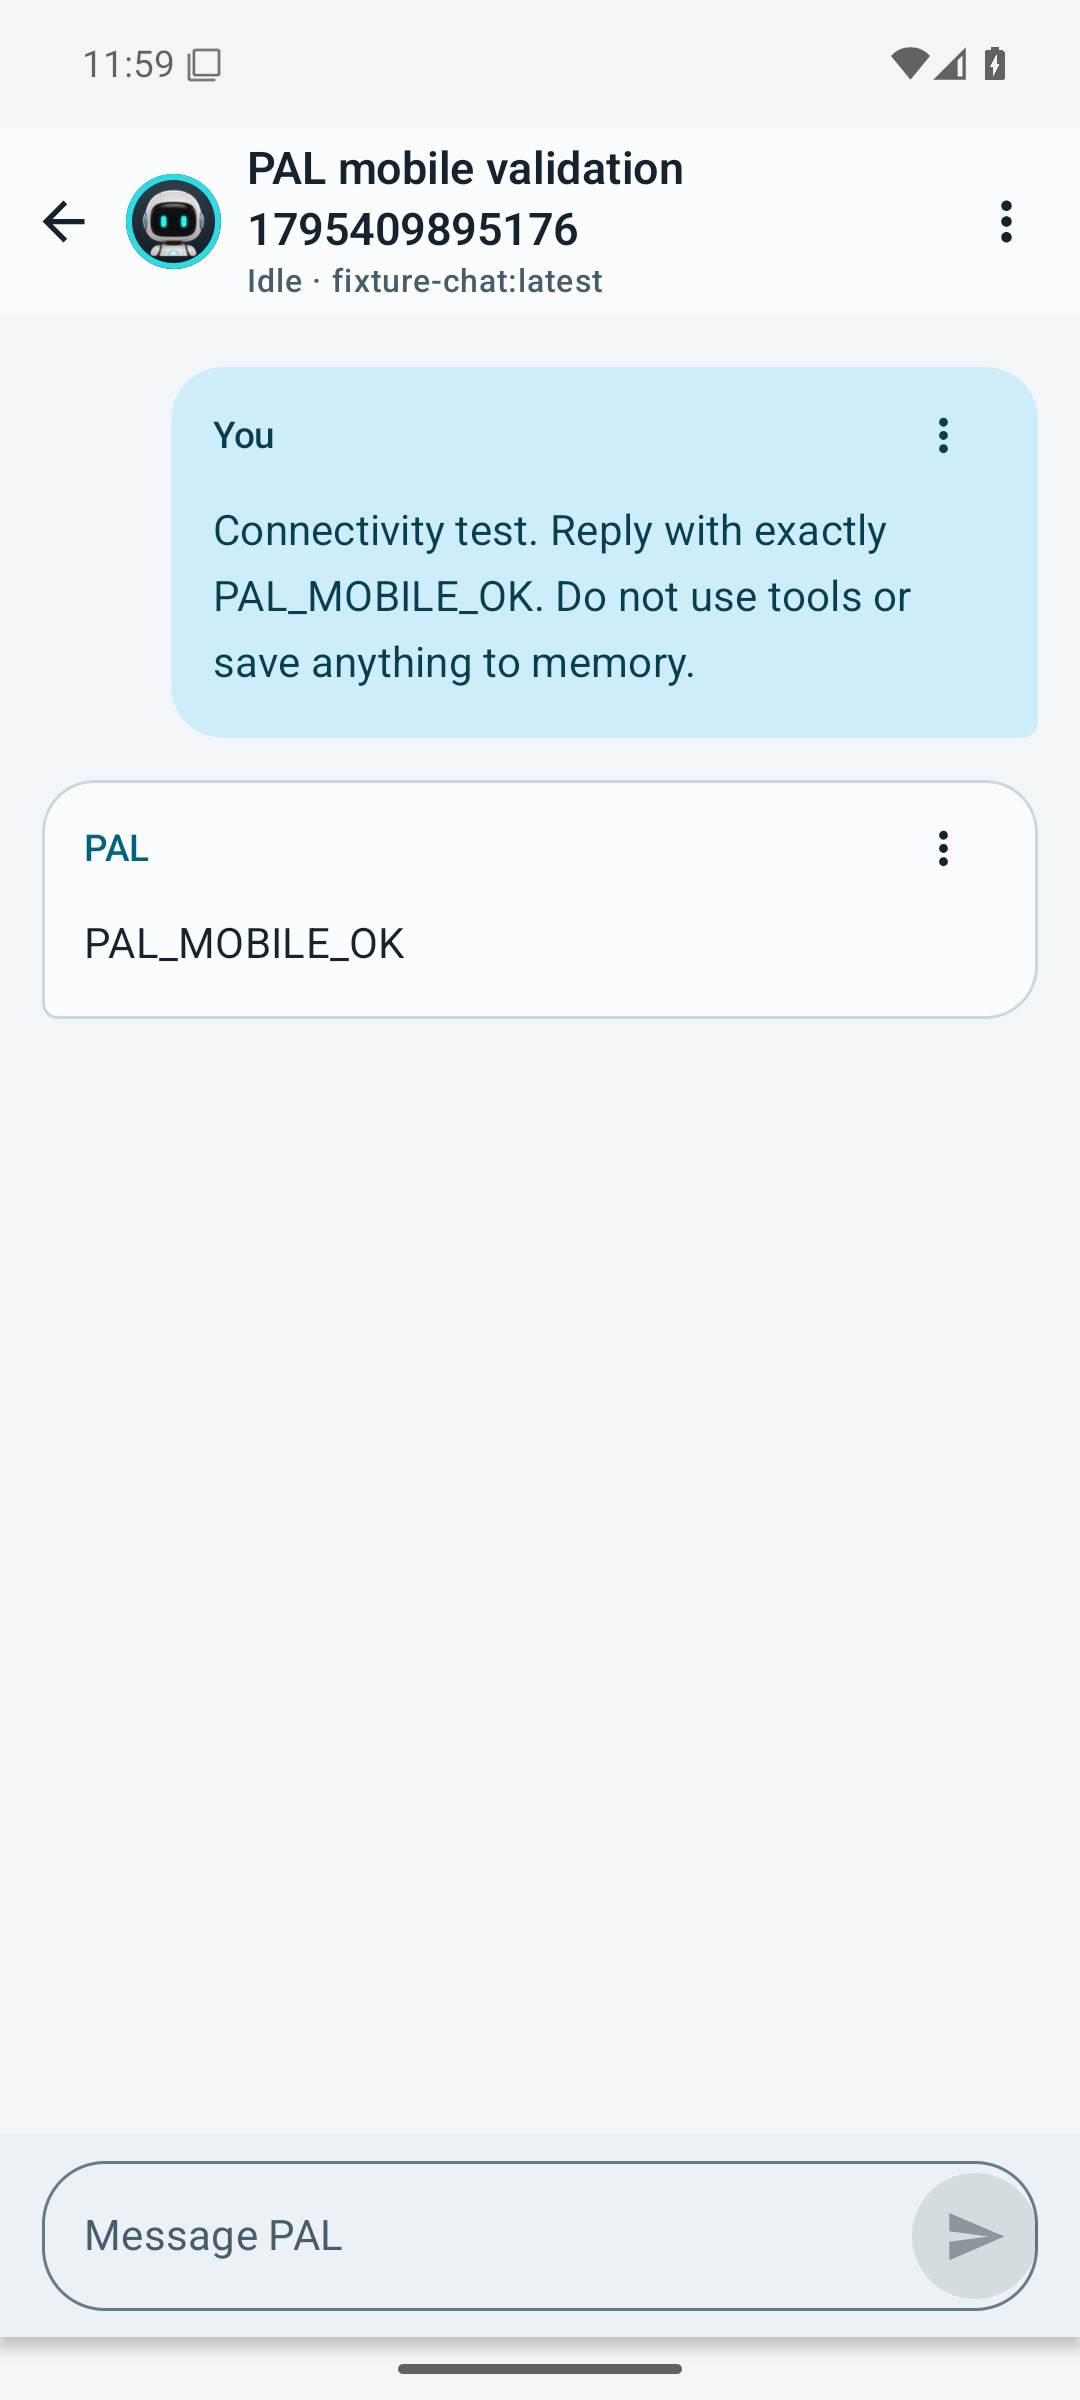 11:59
PAL mobile validation
1795409895176
Idle · fixture-chat:latest
You
Connectivity test. Reply with exactly
PAL_MOBILE_OK. Do not use tools or
save anything to memory.
PAL
PAL_MOBILE_OK
Message PAL